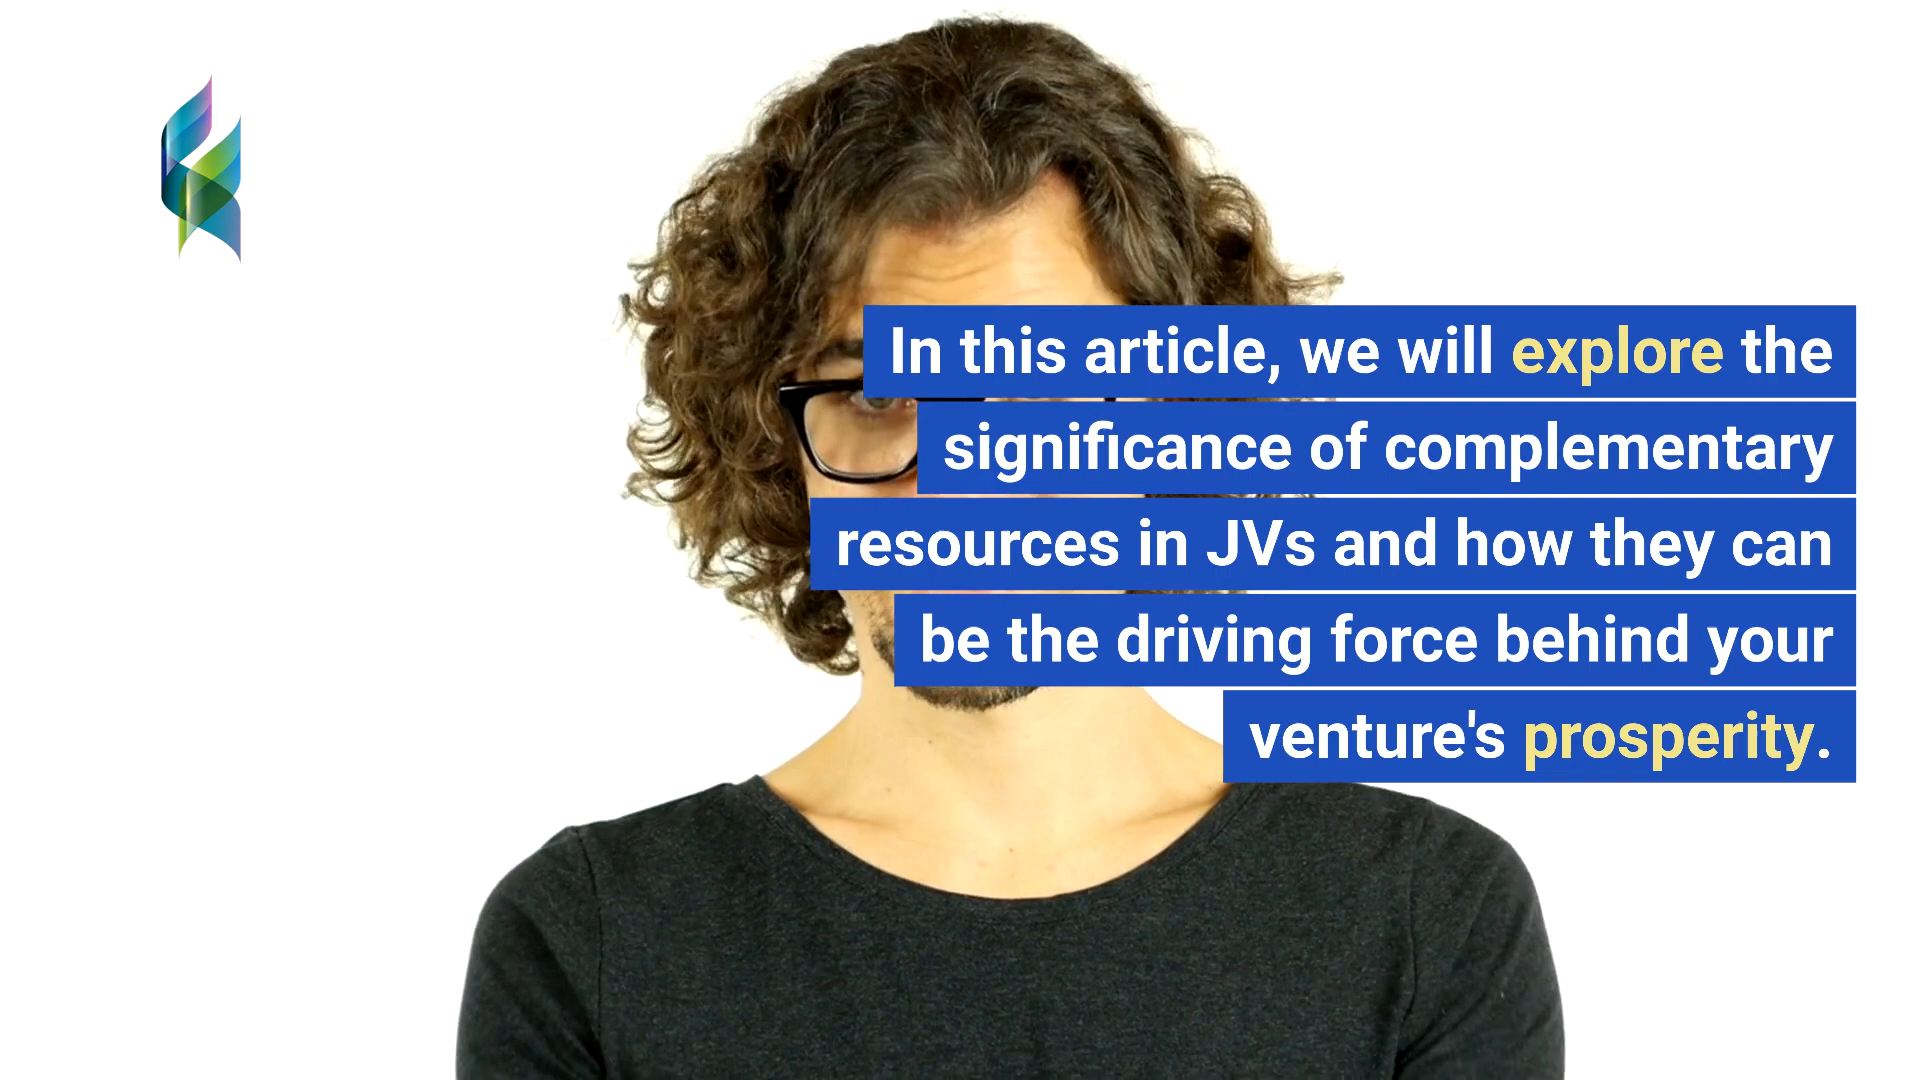 In this article, we will explore the
significance of complementary
resources in JVs and how they can
be the driving force behind your
venture's prosperity.